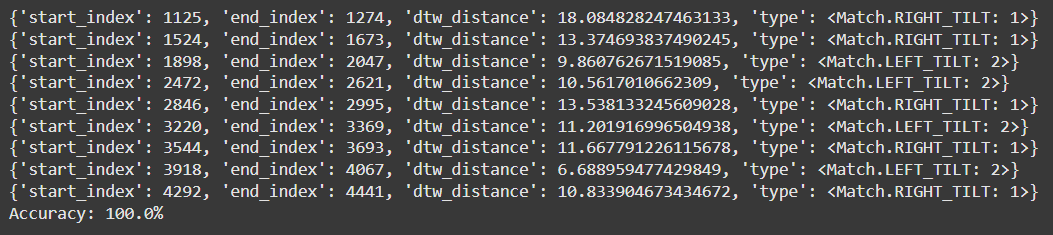 {'start_index': 1125, 'end_index': 1274, 'dtw_distance': 18.084828247463133, 'type': <Match.RIGHT_TILT: 1>}
{'start_index': 1524, 'end_index': 1673, 'dtw_distance': 13.374693837490245, 'type': <Match.RIGHT_TILT: 1>}
{'start_index': 1898, 'end_index': 2047, 'dtw_distance': 9.860762671519085, 'type': <Match.LEFT_TILT: 2>}
{'start_index': 2472, 'end_index': 2621, 'dtw_distance': 10.5617010662309, 'type': <Match.LEFT_TILT: 2>}
{'start_index': 2846, 'end_index': 2995, 'dtw_distance': 13.538133245609028, 'type': <Match.RIGHT_TILT: 1>}
{'start_index': 3220, 'end_index': 3369, 'dtw_distance': 11.201916996504938, 'type': <Match.LEFT_TILT: 2>}
{'start_index': 3544, 'end_index': 3693, 'dtw_distance': 11.667791226115678, 'type': <Match.RIGHT_TILT: 1>}
{'start_index': 3918, 'end_index': 4067, 'dtw_distance': 6.688959477429849, 'type': <Match.LEFT_TILT: 2>}
{'start_index': 4292, 'end_index': 4441, 'dtw_distance': 10.833904673434672, 'type': <Match.RIGHT_TILT: 1>}
Accuracy: 100.0%